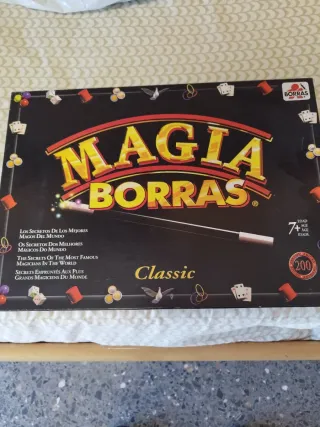 BORRAS
MAGIA
BORRAS®
LOS SECRETOS DE LOS MEJORES
MAGOS DEL MUNDO
OS SECRETOS DOS MELHORES
MÁGICOS DO MUNDO
THE SECRETS OF THE MOST FAMOUS
MAGICIANS IN THE WORLD
SECRETS EMPRUNTÉS AUX PLUS
GRANDS MAGICIENS DU MONDE
7+
Classic
200